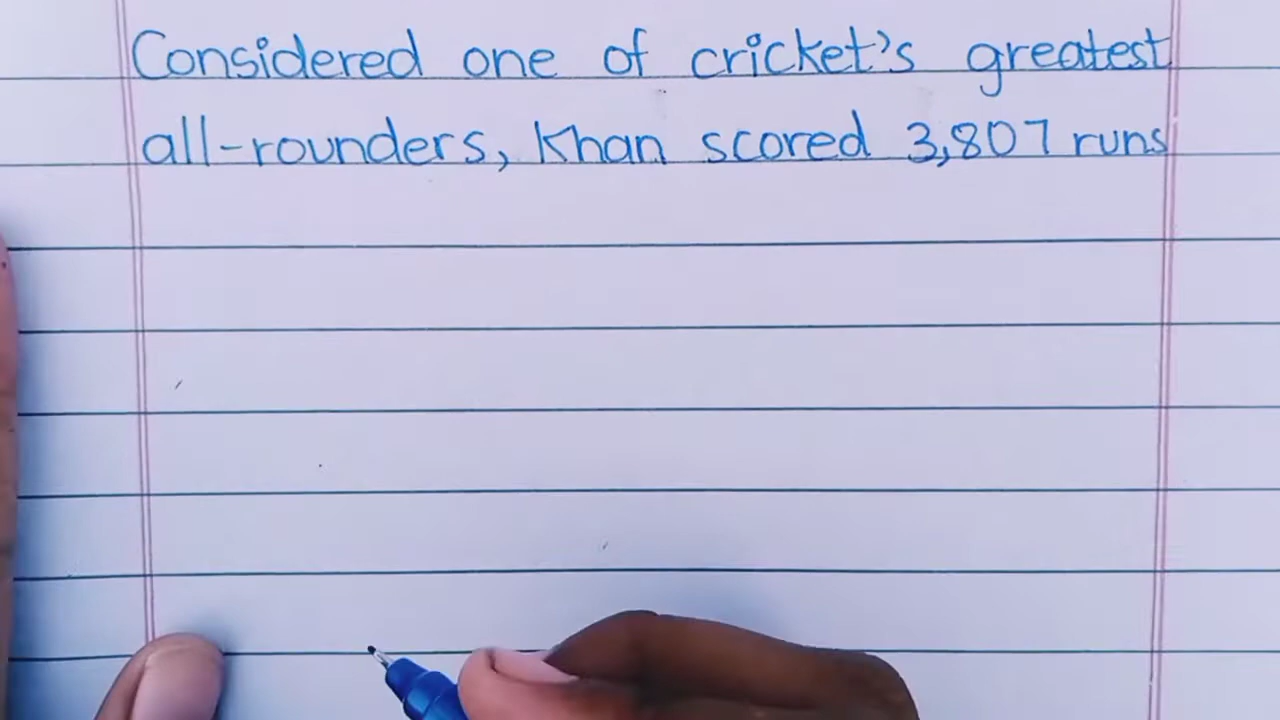 Considered one of cricket's greatest
all-rounders, Khan scored 3,807 runs